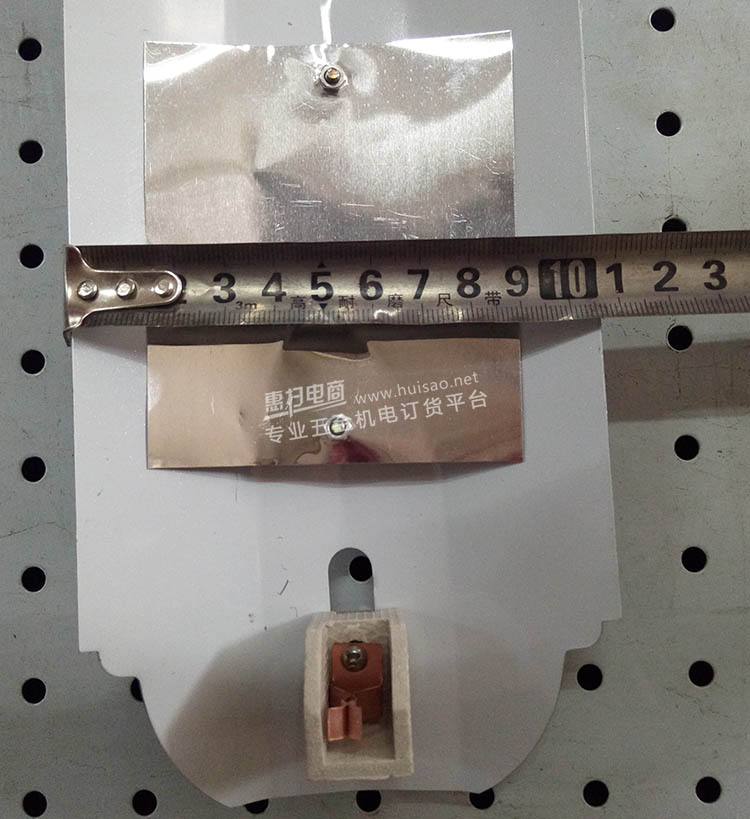 3 4 5 6 7 8 9 10 1 2 3
3m 高 耐 磨 尺 带
惠扫电商 www.huisao.net
专业五金机电订货平台